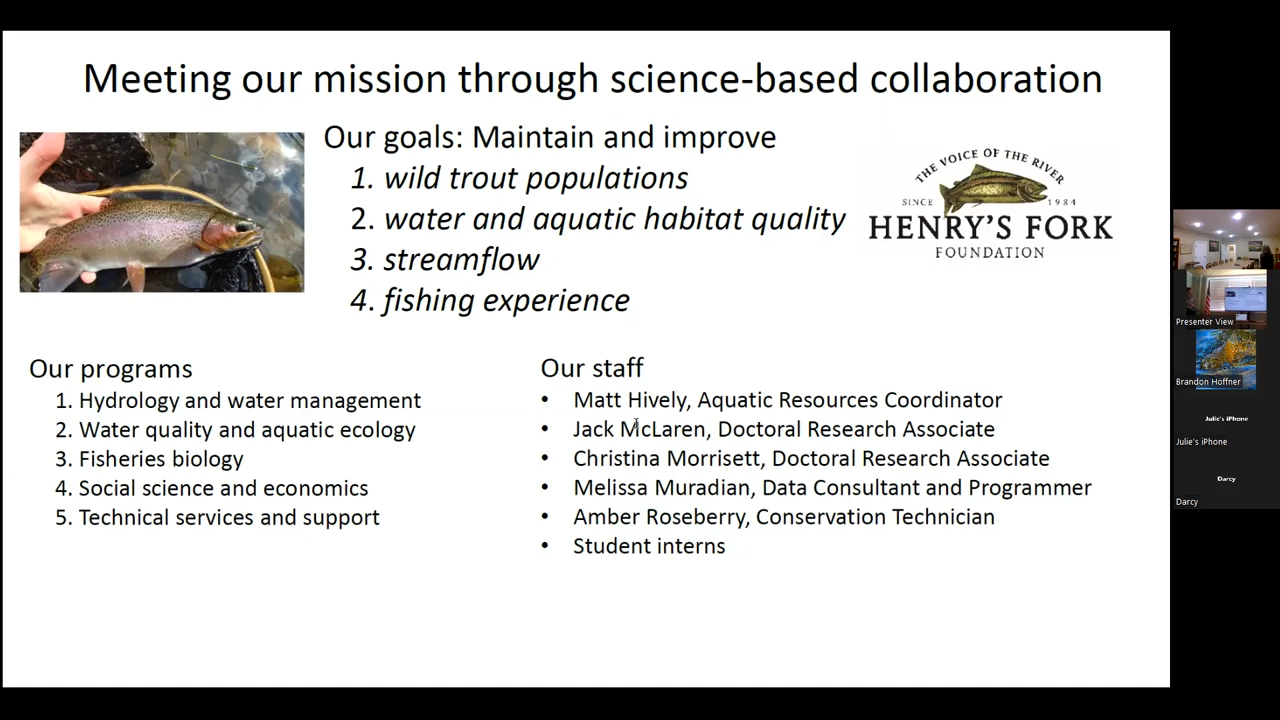 Meeting our mission through science-based collaboration
Our goals: Maintain and improve
1. wild trout populations
2. water and aquatic habitat quality
3. streamflow
4. fishing experience
THE VOICE OF THE RIVER
SINCE 1984
HENRY'S FORK
FOUNDATION
Our programs
1. Hydrology and water management
2. Water quality and aquatic ecology
3. Fisheries biology
4. Social science and economics
5. Technical services and support
Our staff
• Matt Hively, Aquatic Resources Coordinator
• Jack McLaren, Doctoral Research Associate
• Christina Morrisett, Doctoral Research Associate
• Melissa Muradian, Data Consultant and Programmer
• Amber Roseberry, Conservation Technician
• Student interns
Presenter View
Brandon Hoffner
Julie's iPhone
Julie's iPhone
Darcy
Darcy